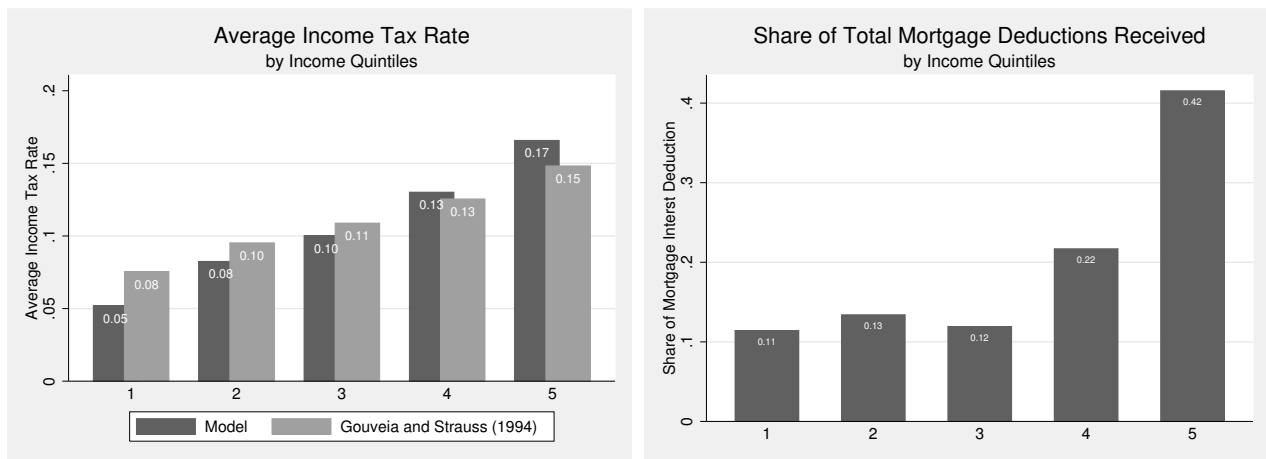 Average Income Tax Rate
by Income Quintiles
Average Income Tax Rate
.2
.15
.1
.05
0
0.05
0.08
0.08
0.10
0.10
0.11
0.13
0.13
0.17
0.15
1 2 3 4 5
Model Gouveia and Strauss (1994)
Share of Total Mortgage Deductions Received
by Income Quintiles
Share of Mortgage Interst Deduction
.4
.3
.2
.1
0
0.11
0.13
0.12
0.22
0.42
1 2 3 4 5